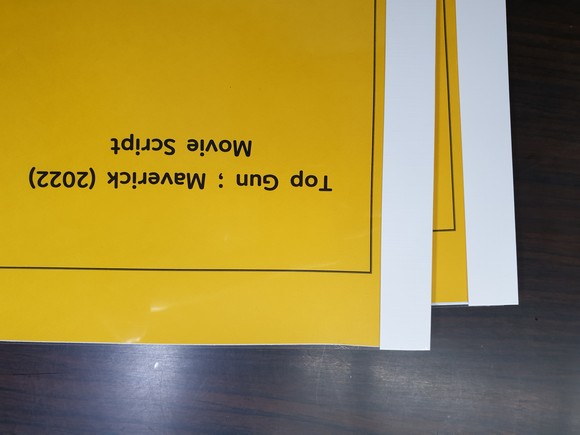 Top Gun ; Maverick (2022)
Movie Script